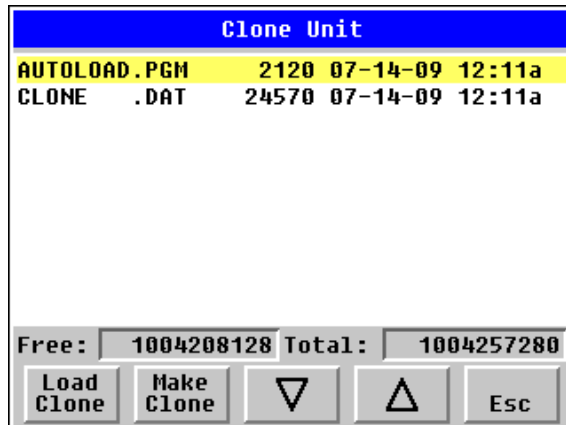 Clone Unit
AUTOLOAD.PGM 2120 07-14-09 12:11a
CLONE .DAT 24570 07-14-09 12:11a
Free: 1004208128 Total: 1004257280
Load Clone Make Clone Esc